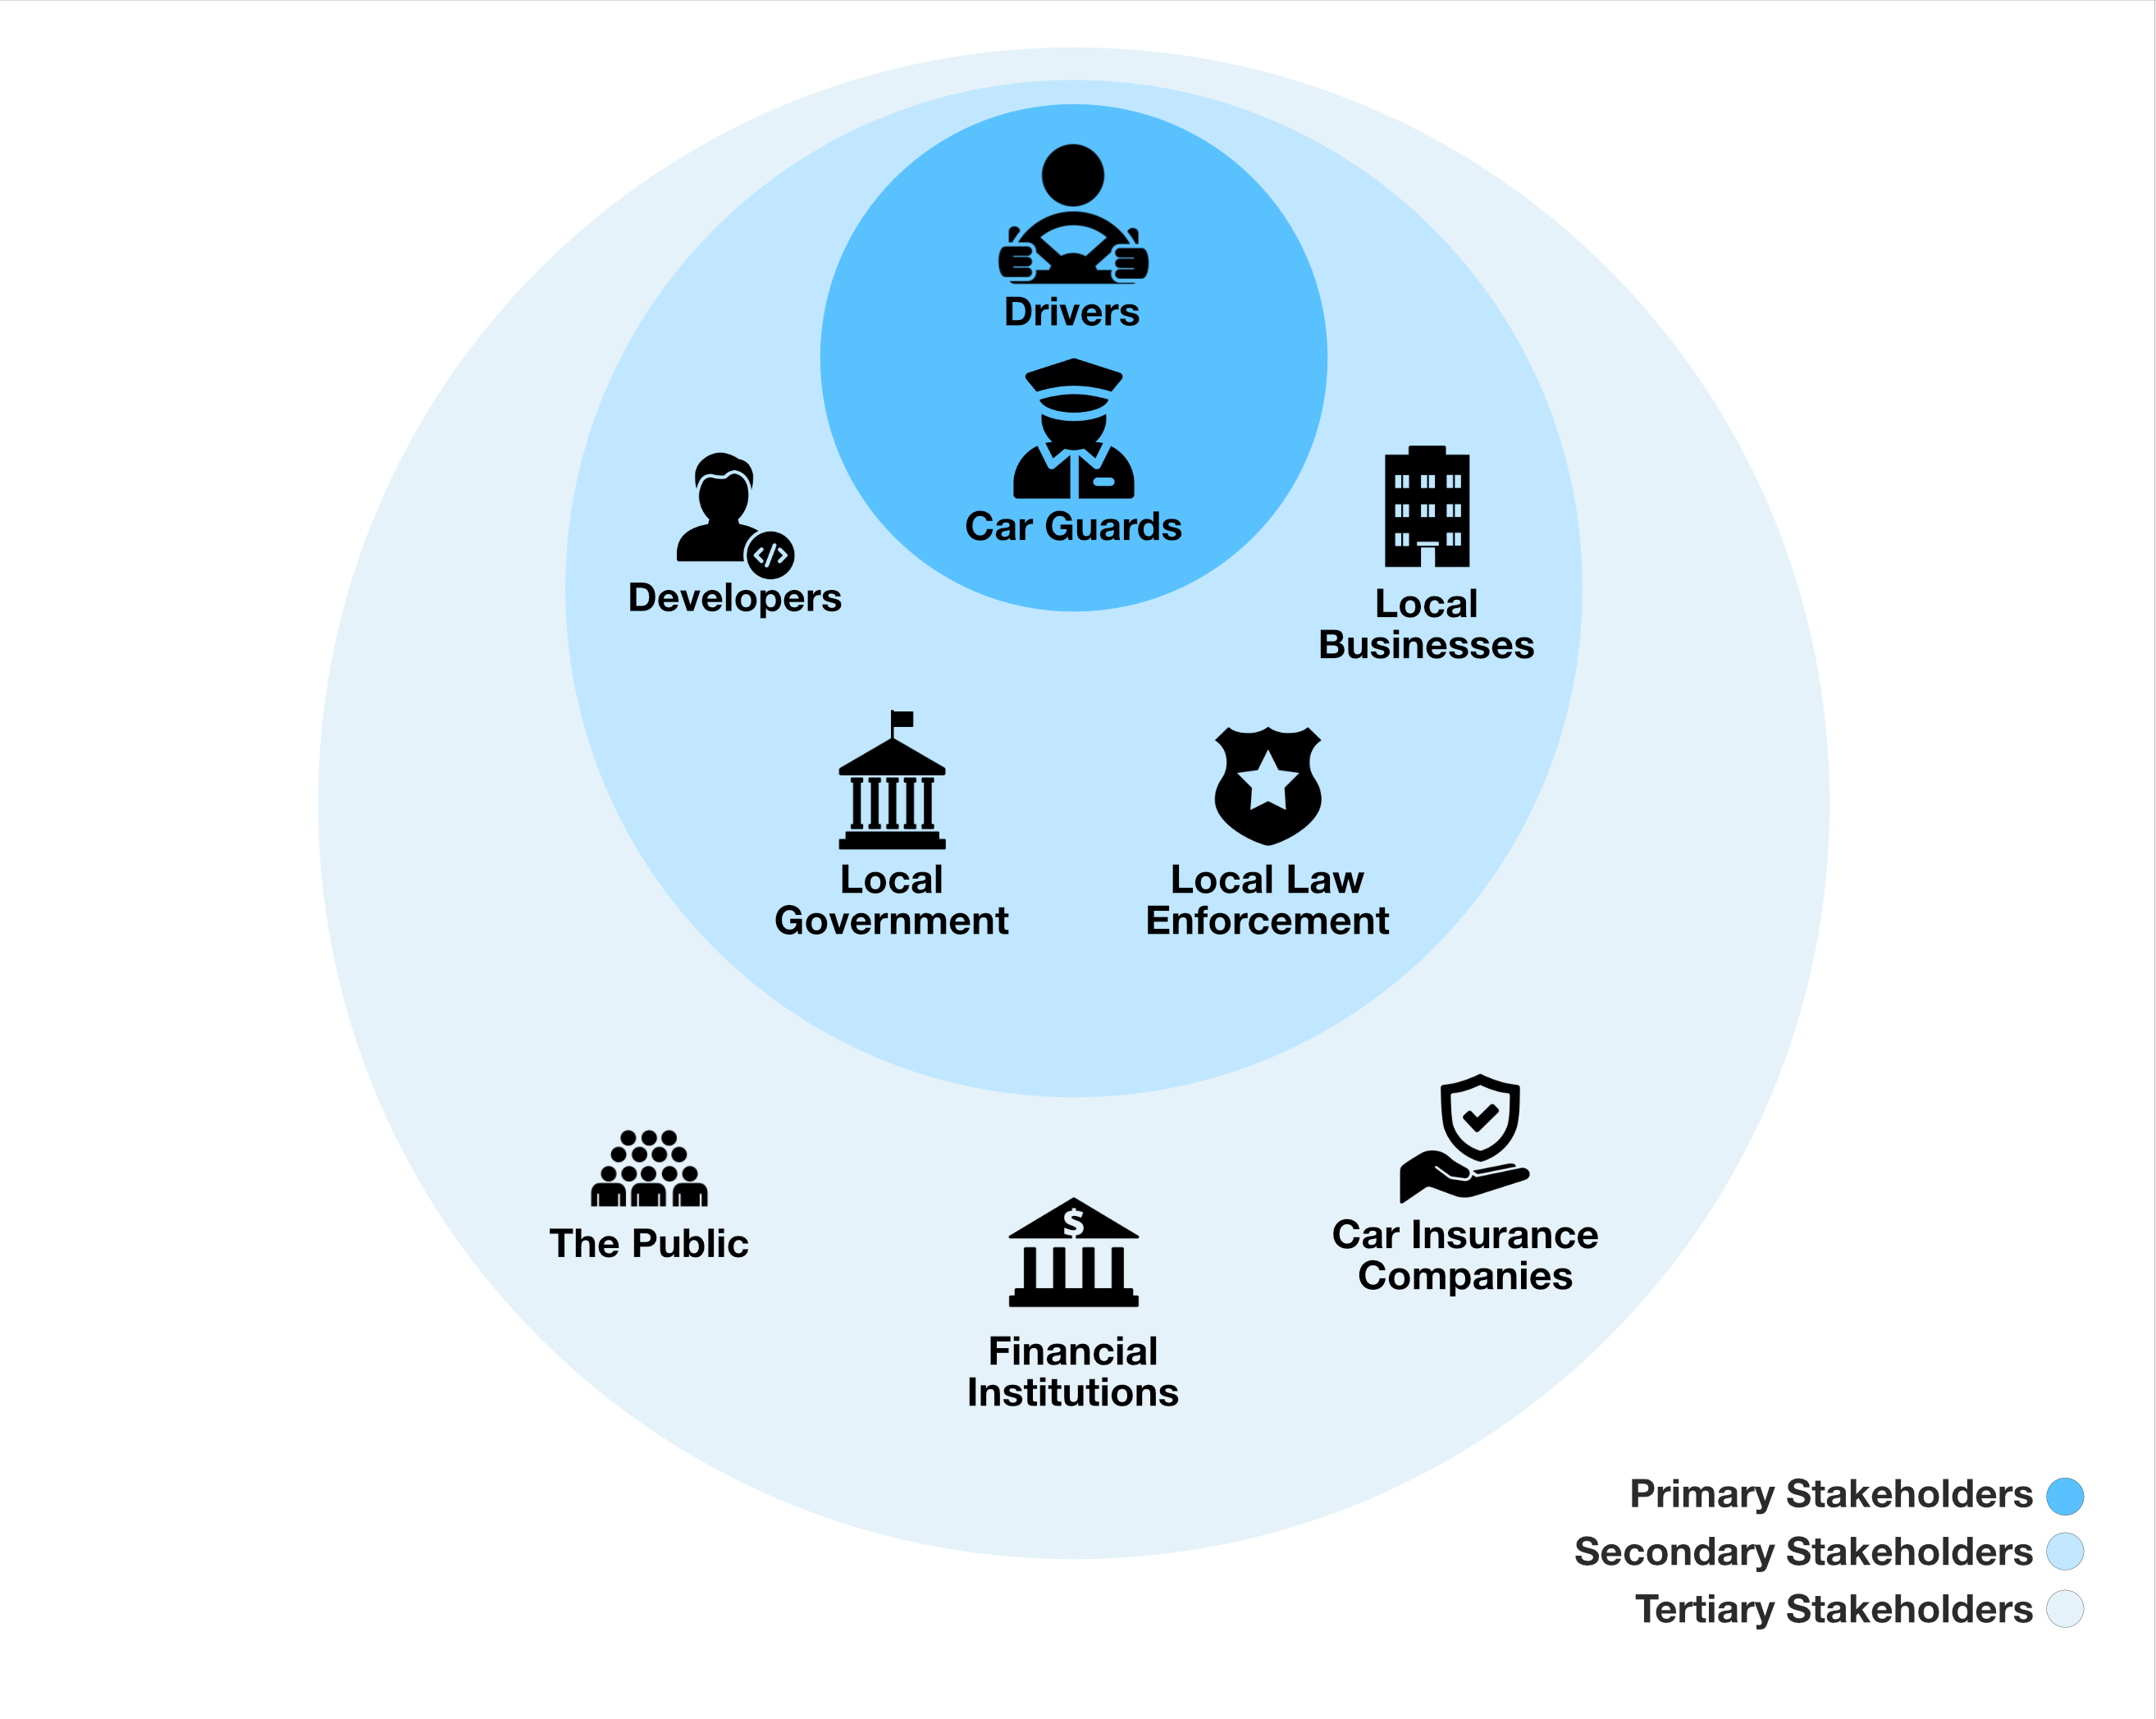 Drivers
Car Guards
Developers
Local
Businesses
Local
Government
Local Law
Enforcement
The Public
Car Insurance
Companies
$
Financial
Institutions
Primary Stakeholders
Secondary Stakeholders
Tertiary Stakeholders